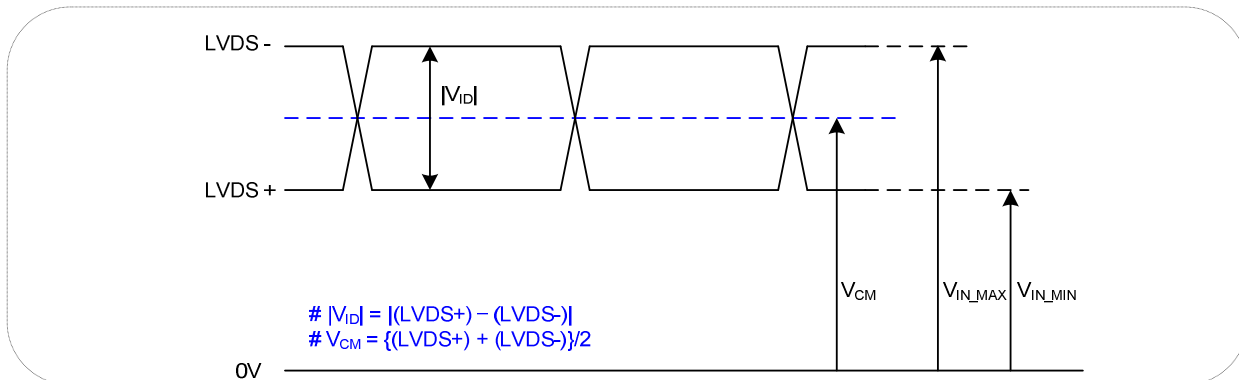 LVDS -
|VID|
LVDS +
VCM
VIN_MAX
VIN_MIN
# |VID| = |(LVDS+) – (LVDS-)|
# VCM = {(LVDS+) + (LVDS-)}/2
0V